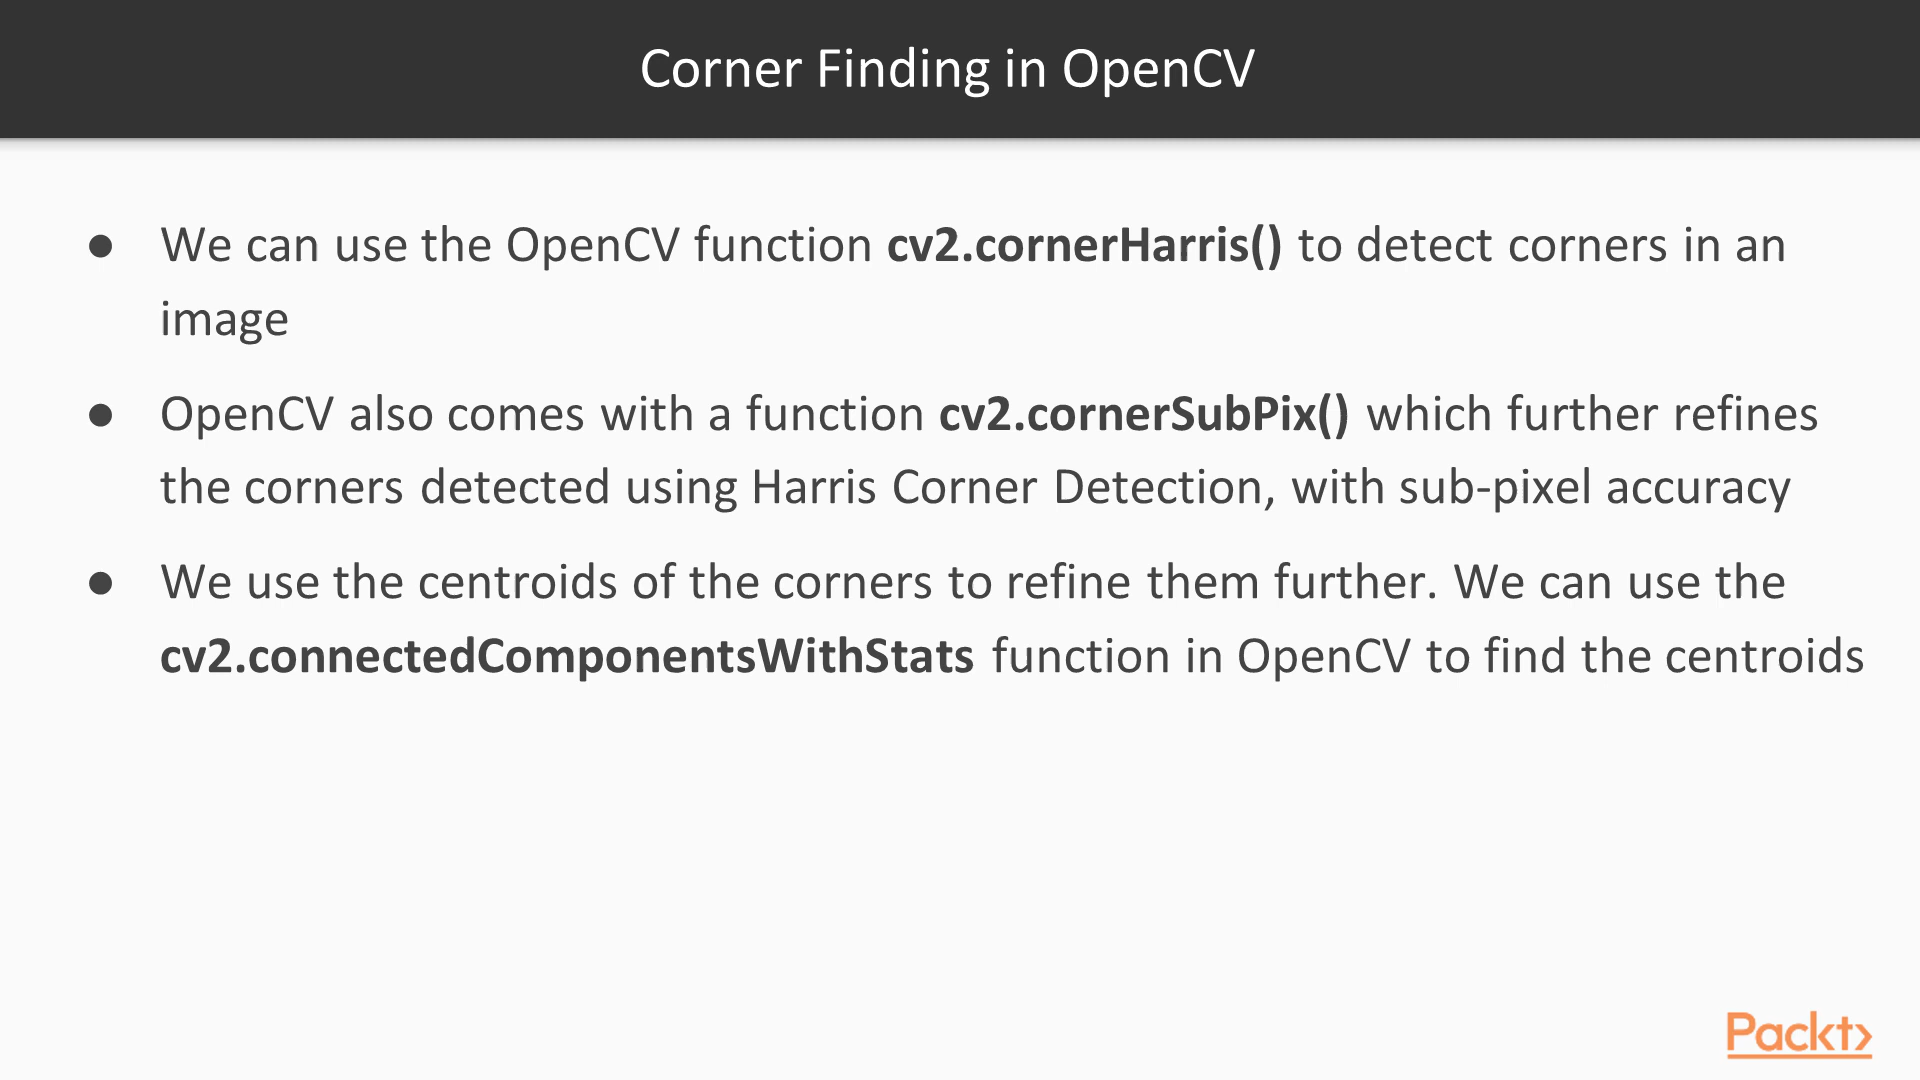 Corner Finding in OpenCV
● We can use the OpenCV function cv2.cornerHarris() to detect corners in an
image
● OpenCV also comes with a function cv2.cornerSubPix() which further refines
the corners detected using Harris Corner Detection, with sub-pixel accuracy
● We use the centroids of the corners to refine them further. We can use the
cv2.connectedComponentsWithStats function in OpenCV to find the centroids
Packt>